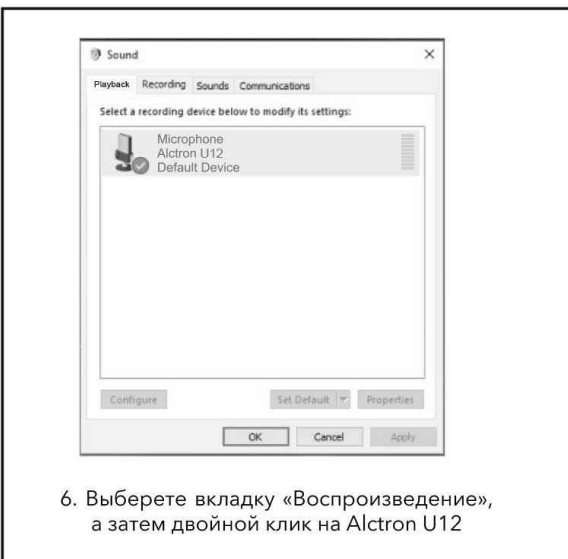 Sound
Playback Recording Sounds Communications
Select a recording device below to modify its settings:
Microphone
Alctron U12
Default Device
Configure Set Default Properties
OK Cancel Apply
6. Выберете вкладку «Воспроизведение»,
а затем двойной клик на Alctron U12